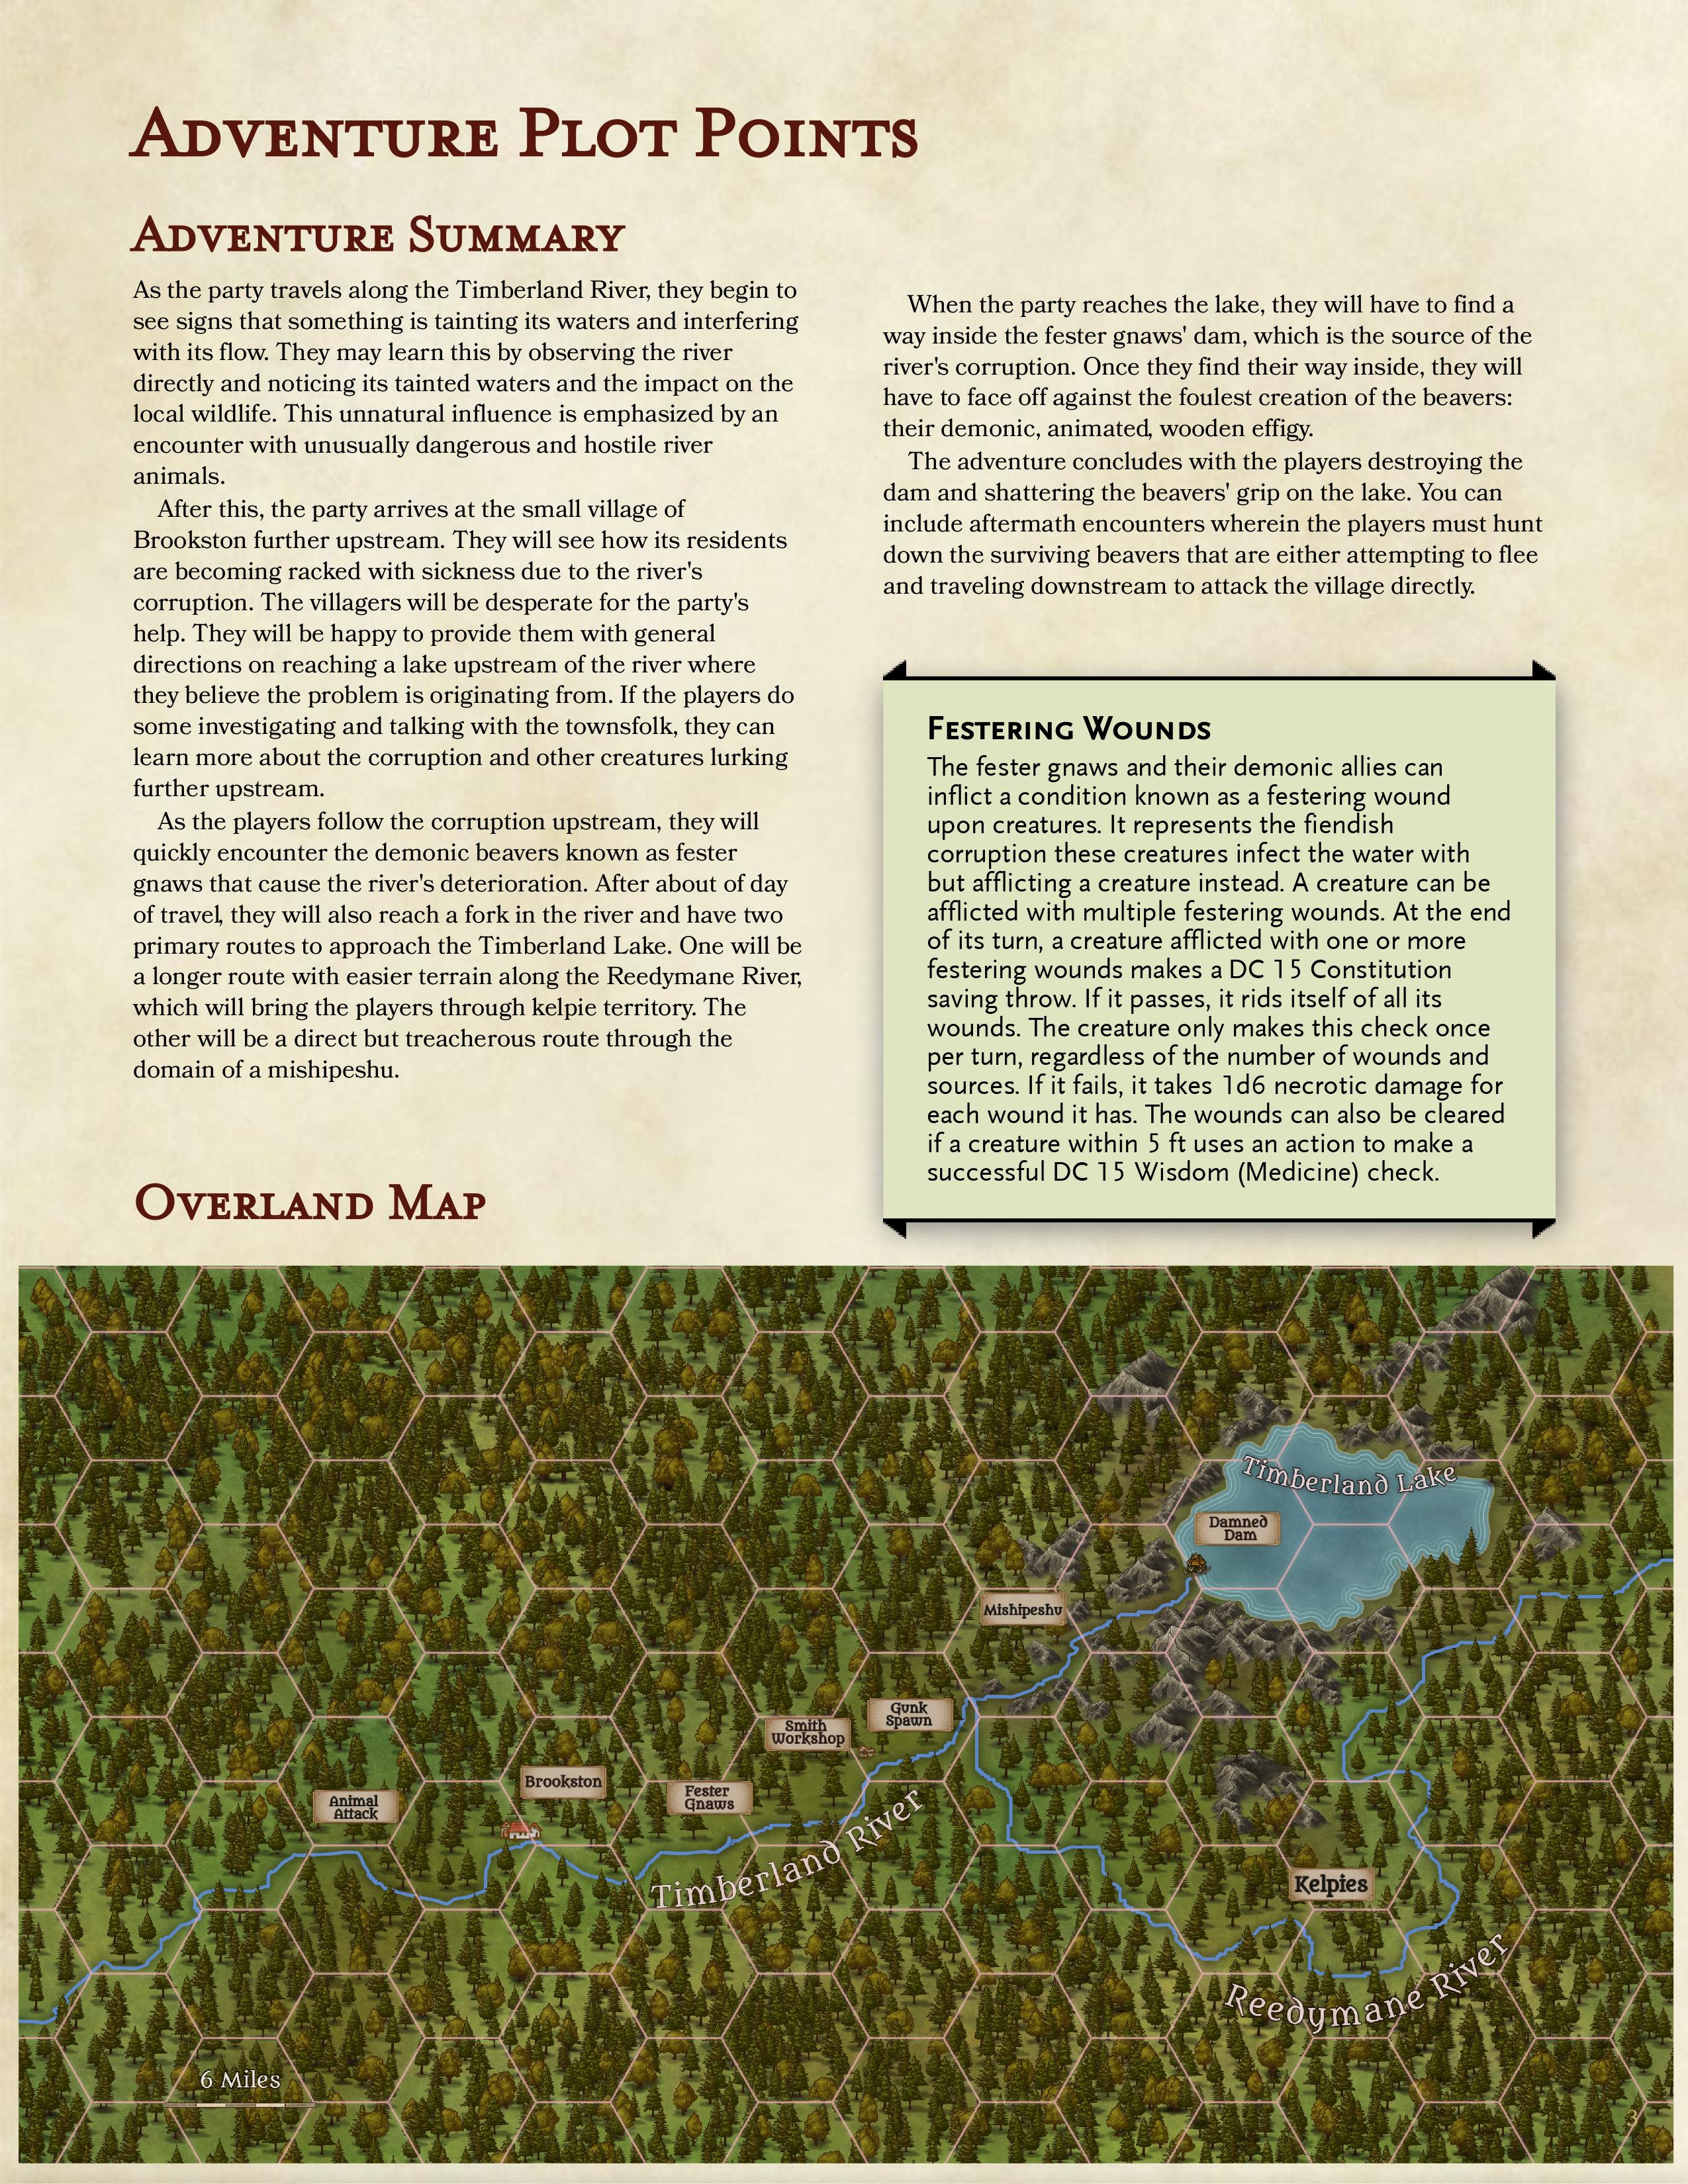 Adventure Plot Points
Adventure Summary
As the party travels along the Timberland River, they begin to
see signs that something is tainting its waters and interfering
with its flow. They may learn this by observing the river
directly and noticing its tainted waters and the impact on the
local wildlife. This unnatural influence is emphasized by an
encounter with unusually dangerous and hostile river
animals.
After this, the party arrives at the small village of
Brookston further upstream. They will see how its residents
are becoming racked with sickness due to the river's
corruption. The villagers will be desperate for the party's
help. They will be happy to provide them with general
directions on reaching a lake upstream of the river where
they believe the problem is originating from. If the players do
some investigating and talking with the townsfolk, they can
learn more about the corruption and other creatures lurking
further upstream.
As the players follow the corruption upstream, they will
quickly encounter the demonic beavers known as fester
gnaws that cause the river's deterioration. After about of day
of travel, they will also reach a fork in the river and have two
primary routes to approach the Timberland Lake. One will be
a longer route with easier terrain along the Reedymane River,
which will bring the players through kelpie territory. The
other will be a direct but treacherous route through the
domain of a mishipeshu.
When the party reaches the lake, they will have to find a
way inside the fester gnaws' dam, which is the source of the
river's corruption. Once they find their way inside, they will
have to face off against the foulest creation of the beavers:
their demonic, animated, wooden effigy.
The adventure concludes with the players destroying the
dam and shattering the beavers' grip on the lake. You can
include aftermath encounters wherein the players must hunt
down the surviving beavers that are either attempting to flee
and traveling downstream to attack the village directly.
Festering Wounds
The fester gnaws and their demonic allies can
inflict a condition known as a festering wound
upon creatures. It represents the fiendish
corruption these creatures infect the water with
but afflicting a creature instead. A creature can be
afflicted with multiple festering wounds. At the end
of its turn, a creature afflicted with one or more
festering wounds makes a DC 15 Constitution
saving throw. If it passes, it rids itself of all its
wounds. The creature only makes this check once
per turn, regardless of the number of wounds and
sources. If it fails, it takes 1d6 necrotic damage for
each wound it has. The wounds can also be cleared
if a creature within 5 ft uses an action to make a
successful DC 15 Wisdom (Medicine) check.
Overland Map
Timberland Lake
Damned
Dam
Mishipeshu
Gunk
Spawn
Smith
Workshop
Brookston
Fester
Gnaws
Animal
Attack
Timberland River
Kelpies
Reedymane River
6 Miles
3